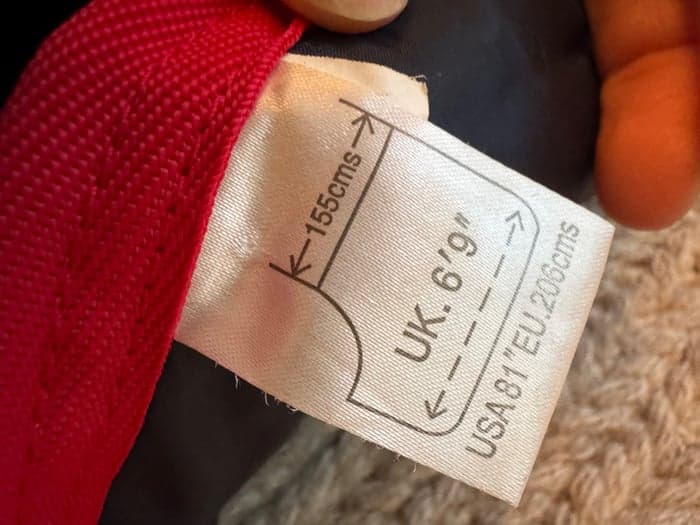 155cms
UK. 6'9"
USA 81" EU. 206cms